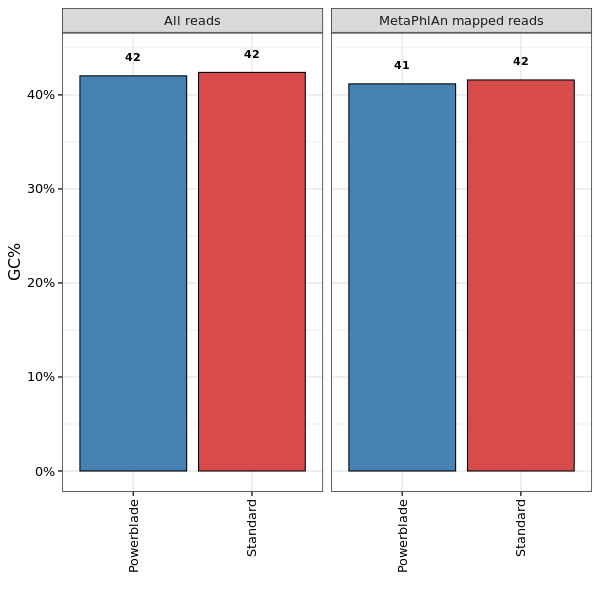 All reads
MetaPhlAn mapped reads
42
42
41
42
GC%
40%
30%
20%
10%
0%
Powerblade
Standard
Powerblade
Standard